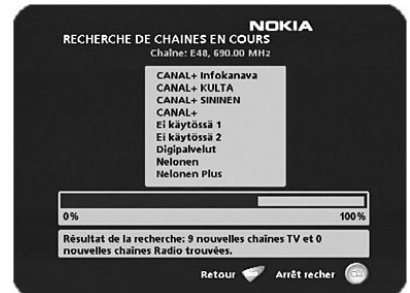 NOKIA
RECHERCHE DE CHAINES EN COURS
Chaîne: E48, 690.00 MHz
CANAL+ Infokanava
CANAL+ KULTA
CANAL+ SININEN
CANAL+
Ei käytössä 1
Ei käytössä 2
Digipalvelut
Nelonen
Nelonen Plus
0% 100%
Résultat de la recherche: 9 nouvelles chaînes TV et 0
nouvelles chaînes Radio trouvées.
Retour Arrêt recher